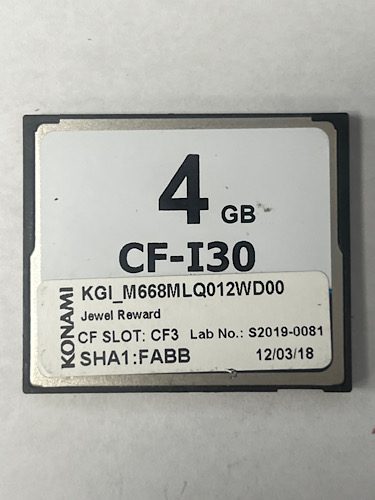 4 GB
CF-I30
KONAMI
KGI_M668MLQ012WD00
Jewel Reward
CF SLOT: CF3 Lab No.: S2019-0081
SHA1:FABB 12/03/18